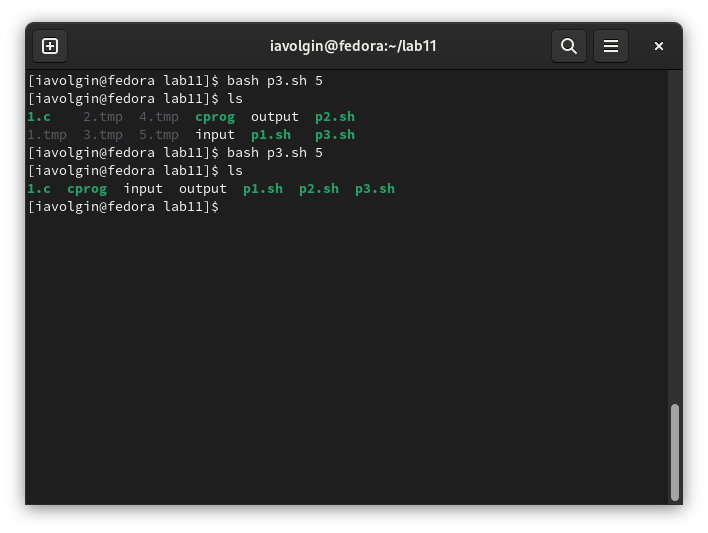 iavolgin@fedora:~/lab11
[iavolgin@fedora lab11]$ bash p3.sh 5
[iavolgin@fedora lab11]$ ls
1.c    2.tmp  4.tmp  cprog  output  p2.sh
1.tmp  3.tmp  5.tmp  input  p1.sh   p3.sh
[iavolgin@fedora lab11]$ bash p3.sh 5
[iavolgin@fedora lab11]$ ls
1.c  cprog  input  output  p1.sh  p2.sh  p3.sh
[iavolgin@fedora lab11]$